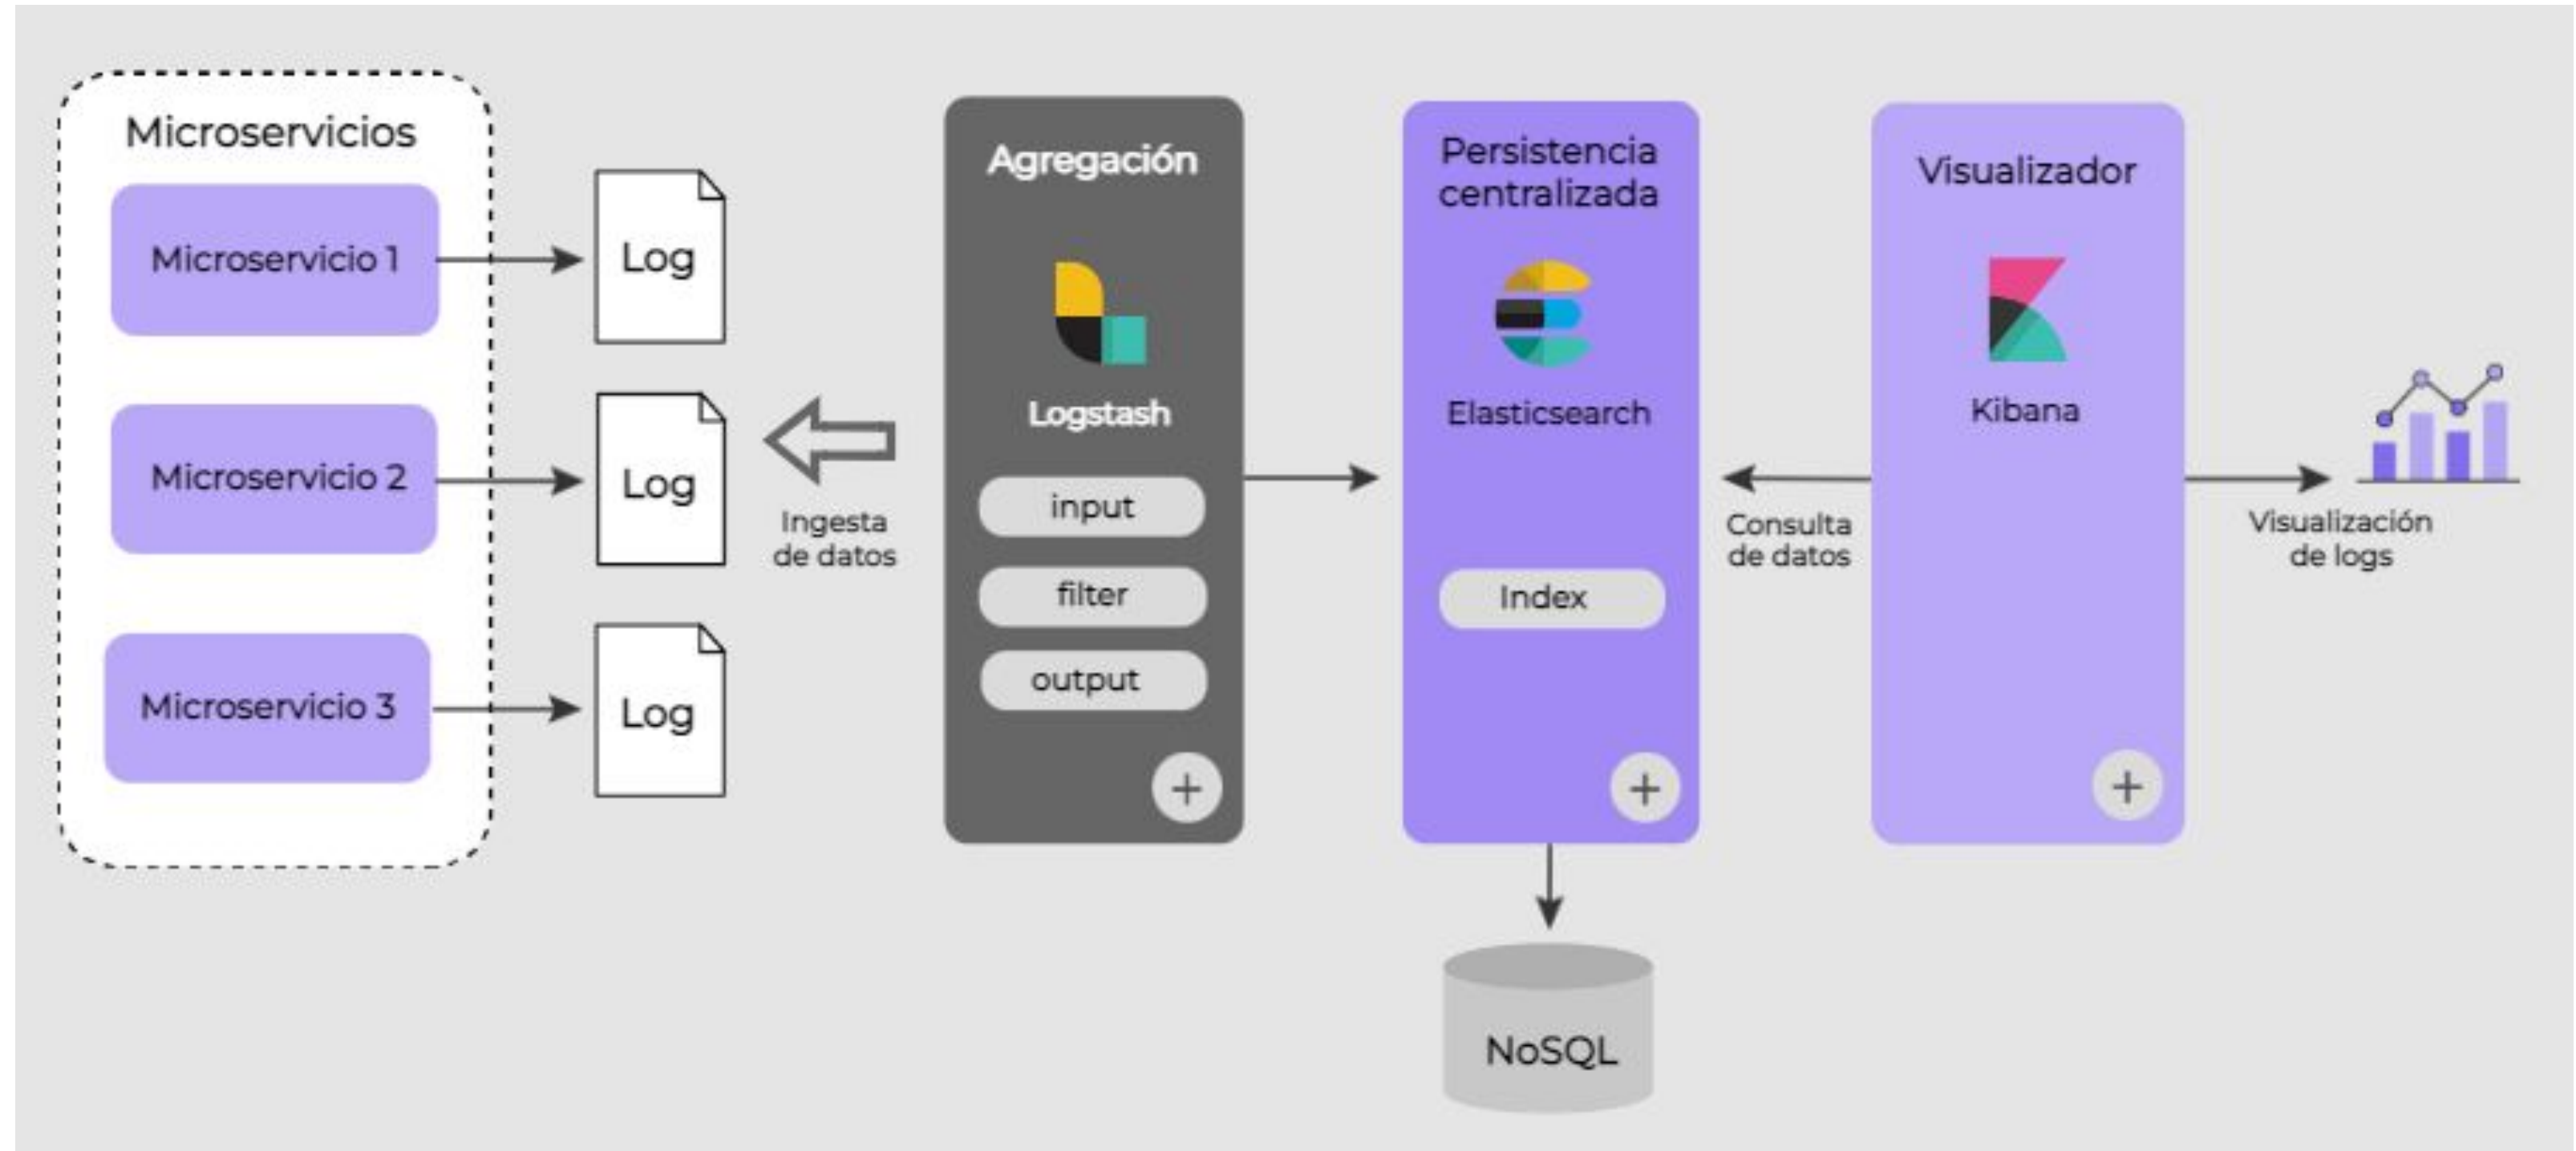 Microservicios
Microservicio 1
Microservicio 2
Microservicio 3
Log
Log
Log
Ingesta
de datos
Agregación
Logstash
input
filter
output
+
Persistencia
centralizada
Elasticsearch
Index
+
NoSQL
Consulta
de datos
Visualizador
Kibana
+
Visualización
de logs